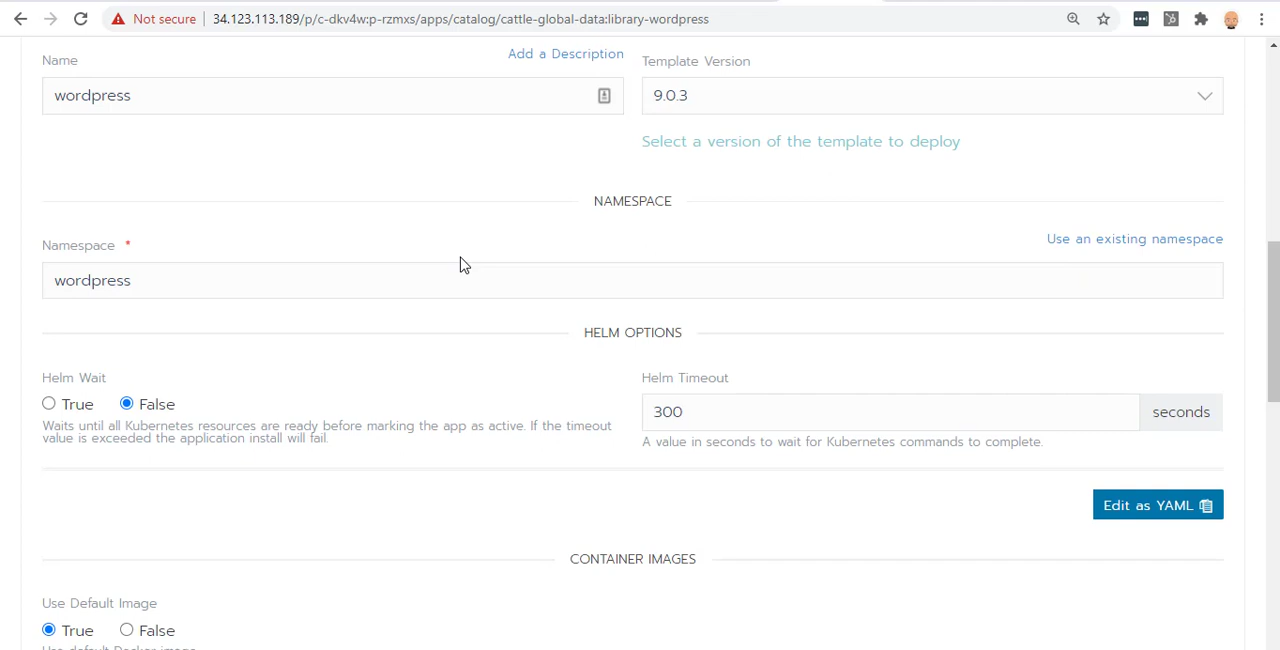 Not secure
34.123.113.189/p/c-dkv4w:p-rzmxs/apps/catalog/cattle-global-data:library-wordpress
Name
Add a Description
Template Version
wordpress
9.0.3
Select a version of the template to deploy
NAMESPACE
Namespace *
Use an existing namespace
wordpress
HELM OPTIONS
Helm Wait
Helm Timeout
True
False
300
seconds
Waits until all Kubernetes resources are ready before marking the app as active. If the timeout
value is exceeded the application install will fail.
A value in seconds to wait for Kubernetes commands to complete.
Edit as YAML
CONTAINER IMAGES
Use Default Image
True
False
Use default Docker image